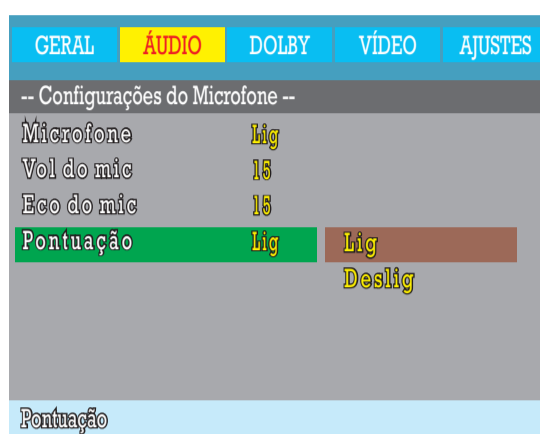 GERAL ÁUDIO DOLBY VÍDEO AJUSTES
-- Configurações do Microfone --
Microfone Lig
Vol do mic 15
Eco do mic 15
Pontuação Lig Lig
Deslig
Pontuação